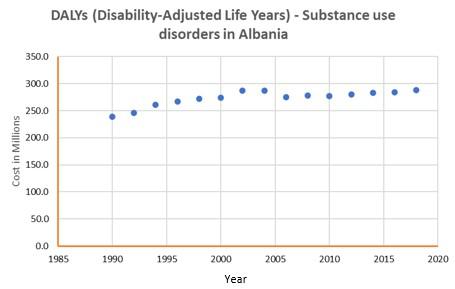 DALYs (Disability-Adjusted Life Years) - Substance use
disorders in Albania
350.0
300.0
250.0
200.0
150.0
100.0
50.0
0.0
Cost in Millions
1985 1990 1995 2000 2005 2010 2015 2020
Year